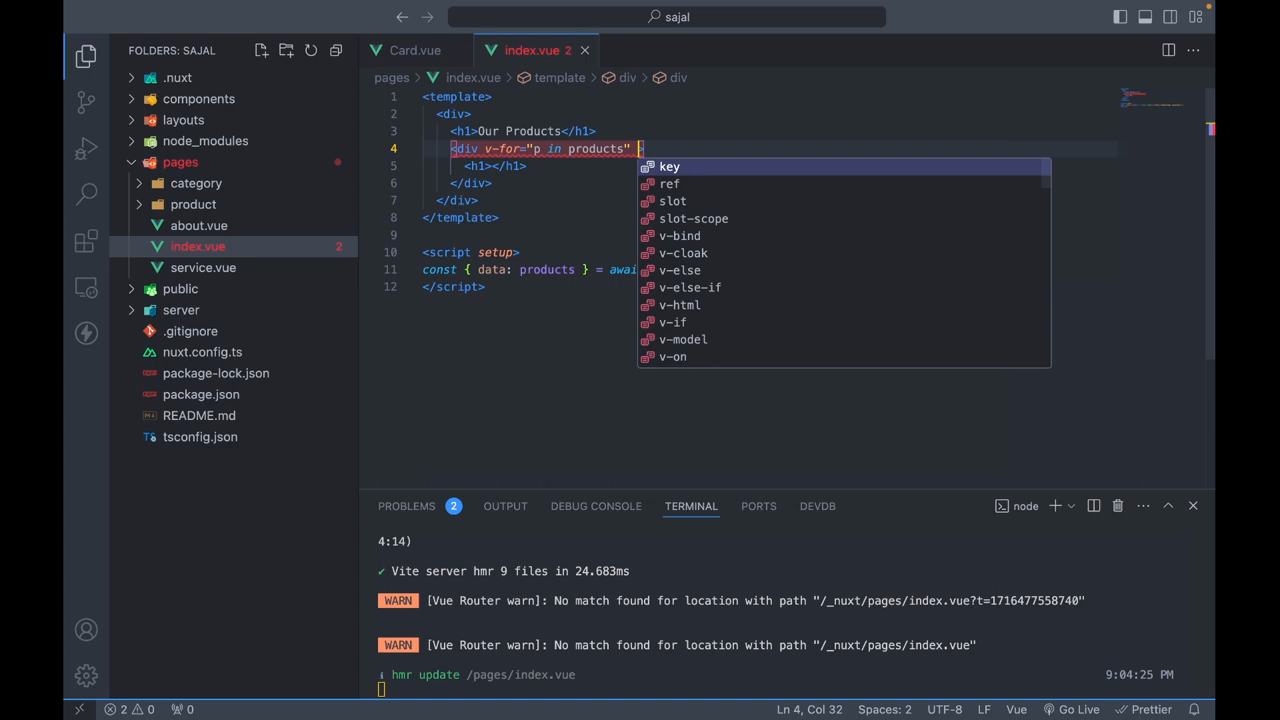 sajal
FOLDERS: SAJAL
.nuxt
components
layouts
node_modules
pages
category
product
about.vue
index.vue 2
service.vue
public
server
.gitignore
nuxt.config.ts
package-lock.json
package.json
README.md
tsconfig.json
Card.vue
index.vue 2
pages > index.vue > template > div > div
1 <template>
2 <div>
3 <h1>Our Products</h1>
4 <div v-for="p in products" >
5 <h1></h1>
6 </div>
7 </div>
8 </template>
9
10 <script setup>
11 const { data: products } = awai
12 </script>
key
ref
slot
slot-scope
v-bind
v-cloak
v-else
v-else-if
v-html
v-if
v-model
v-on
PROBLEMS 2 OUTPUT DEBUG CONSOLE TERMINAL PORTS DEVDB
node
4:14)
✔ Vite server hmr 9 files in 24.683ms
WARN [Vue Router warn]: No match found for location with path "/_nuxt/pages/index.vue?t=1716477558740"
WARN [Vue Router warn]: No match found for location with path "/_nuxt/pages/index.vue"
ℹ hmr update /pages/index.vue 9:04:25 PM
2 0 0 Ln 4, Col 32 Spaces: 2 UTF-8 LF Vue Go Live Prettier